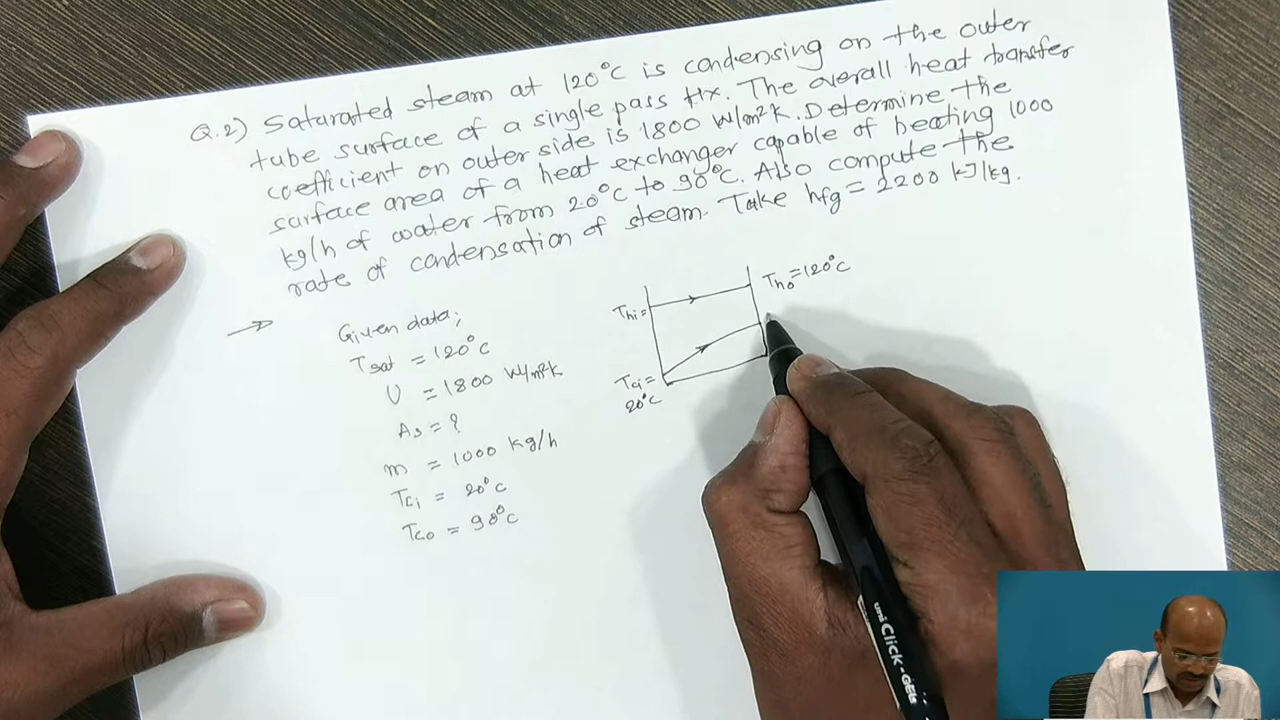 Q.2) Saturated steam at 120°C is condensing on the outer
tube surface of a single pass HX. The overall heat transfer
coefficient on outer side is 1800 W/m²K. Determine the
surface area of a heat exchanger capable of heating 1000
kg/h of water from 20°C to 90°C. Also compute the
rate of condensation of steam. Take hfg = 2200 kJ/kg.
Given data;
Tsat = 120°C
U = 1800 W/m²K
As = ?
m = 1000 kg/h
Tci = 20°C
Tco = 90°C
Thi =
Tho = 120°C
Tci =
20°C
uni Click-GEL